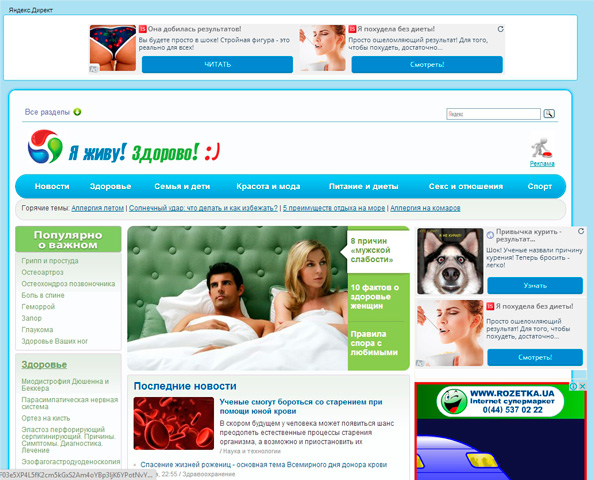 Яндекс.Директ
Она добилась результатов!
Вы будете просто в шоке! Стройная фигура - это
реально для всех!
ЧИТАТЬ
Я похудела без диеты!
Просто ошеломляющий результат! Для того,
чтобы похудеть, достаточно...
Смотреть!
Все разделы
Яндекс
Я живу! Здорово! :)
Реклама
Новости
Здоровье
Семья и дети
Красота и мода
Питание и диеты
Секс и отношения
Спорт
Горячие темы: Аллергия летом | Солнечный удар: что делать и как избежать? | 5 преимуществ отдыха на море | Аллергия на комаров
Популярно
о важном
Грипп и простуда
Остеоартроз
Остеохондроз позвоночника
Боль в спине
Геморрой
Запор
Глаукома
Здоровье Ваших ног
Здоровье
Миодистрофия Дюшенна и
Беккера
Парасимпатическая нервная
система
Ортез на кисть
Эластоз перфорирующий
серпигинирующий. Причины.
Симптомы. Диагностика.
Лечение
Эзофагогастродуоденоскопия
8 причин
«мужской
слабости»
10 фактов о
здоровье
женщин
Правила
спора с
любимыми
Последние новости
Ученые смогут бороться со старением при
помощи юной крови
В скором будущем у человека может появиться шанс
преодолеть естественные процессы старения
организма, а возможно и приостановить их
/ Наука и технологии
Спасение жизней рожениц - основная тема Всемирного дня донора крови
22:55 / Здравоохранение
Я НЕ КУРЮ!
Привычка курить -
результат...
Шок! Ученые назвали причину
курения! Теперь бросить -
легко!
Узнать
Я похудела без диеты!
Просто ошеломляющий
результат! Для того, чтобы
похудеть, достаточно...
Смотреть!
WWW.ROZETKA.UA
Internet супермаркет
0(44) 537 02 22